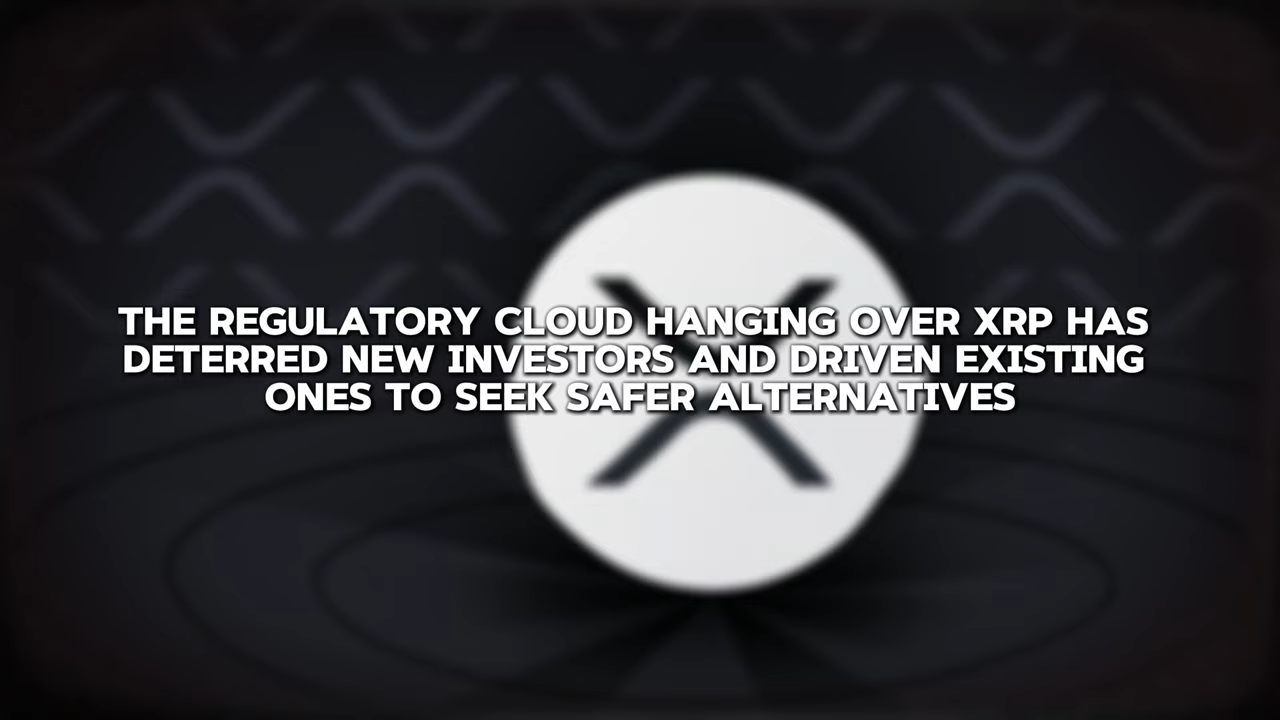 THE REGULATORY CLOUD HANGING OVER XRP HAS
DETERRED NEW INVESTORS AND DRIVEN EXISTING
ONES TO SEEK SAFER ALTERNATIVES